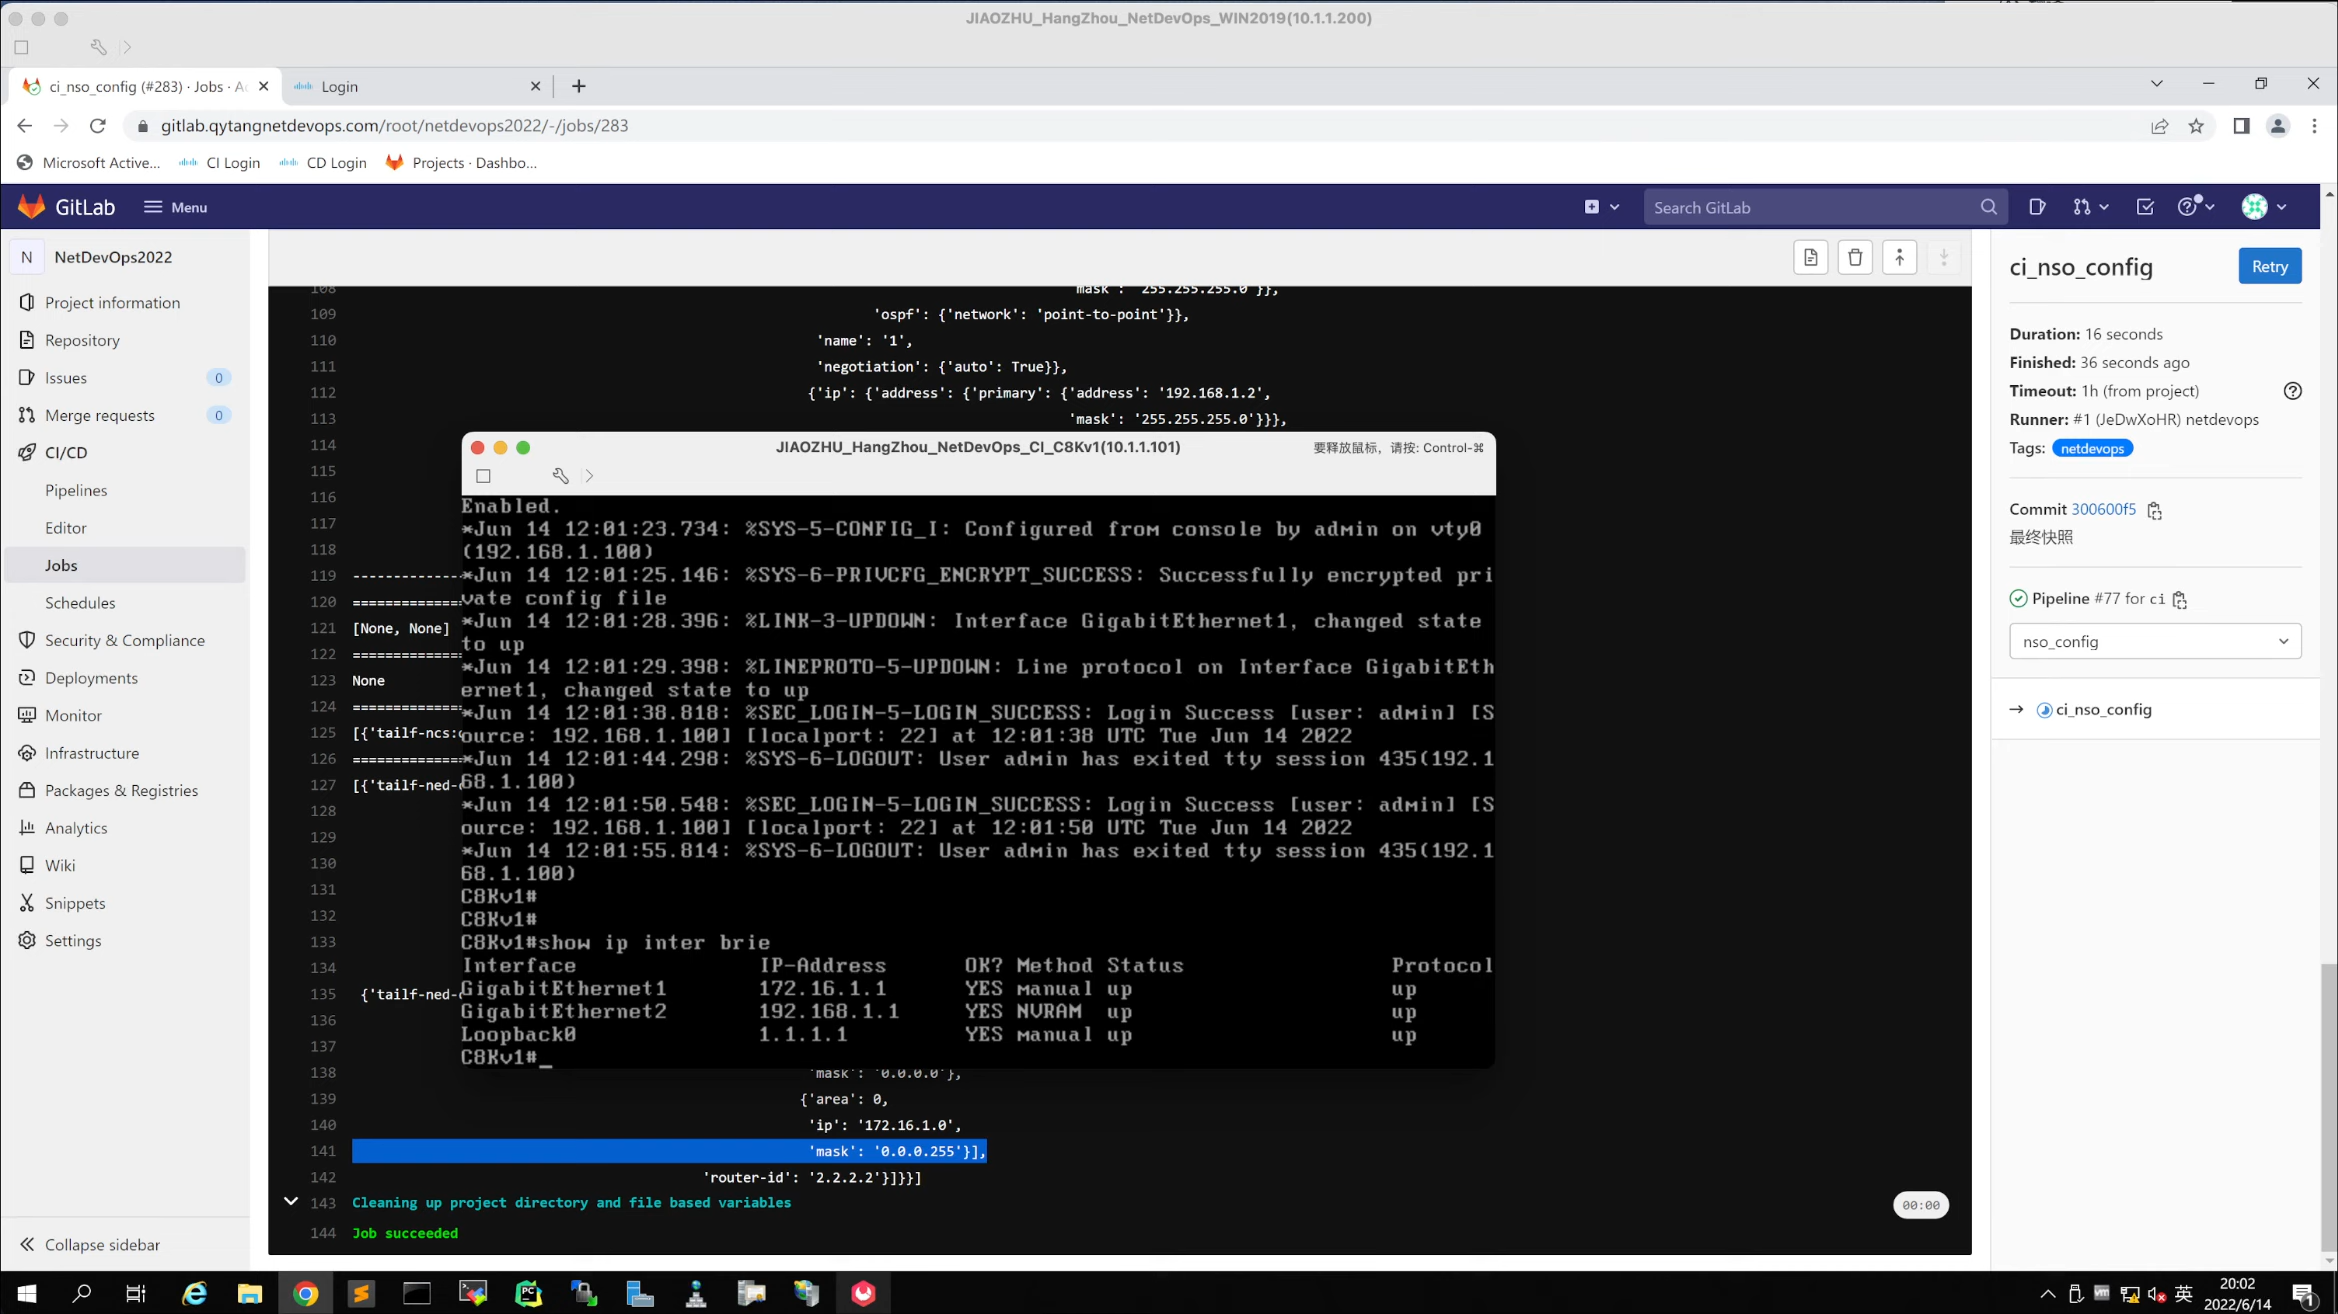 JIAOZHU_HangZhou_NetDevOps_WIN2019(10.1.1.200)
ci_nso_config (#283) · Jobs · A
Login
gitlab.qytangnetdevops.com/root/netdevops2022/-/jobs/283
Microsoft Active...
CI Login
CD Login
Projects · Dashbo...
GitLab
Menu
Search GitLab
N NetDevOps2022
Project information
Repository
Issues 0
Merge requests 0
CI/CD
Pipelines
Editor
Jobs
Schedules
Security & Compliance
Deployments
Monitor
Infrastructure
Packages & Registries
Analytics
Wiki
Snippets
Settings
Collapse sidebar
108 'mask': '255.255.255.0'}},
109 'ospf': {'network': 'point-to-point'}},
110 'name': '1',
111 'negotiation': {'auto': True}},
112 {'ip': {'address': {'primary': {'address': '192.168.1.2',
113 'mask': '255.255.255.0'}}},
114
115
116
117
118
119 --------------
120 ==============
121 [None, None]
122 ==============
123 None
124 ==============
125 [{'tailf-ncs:
126 ==============
127 [{'tailf-ned-
128
129
130
131
132
133
134
135 {'tailf-ned-
136
137
138 'mask': '0.0.0.0'},
139 {'area': 0,
140 'ip': '172.16.1.0',
141 'mask': '0.0.0.255'}],
142 'router-id': '2.2.2.2'}]}}]
143 Cleaning up project directory and file based variables
00:00
144 Job succeeded
JIAOZHU_HangZhou_NetDevOps_CI_C8Kv1(10.1.1.101)
要释放鼠标，请按: Control-⌘
Enabled.
*Jun 14 12:01:23.734: %SYS-5-CONFIG_I: Configured from console by admin on vty0
(192.168.1.100)
*Jun 14 12:01:25.146: %SYS-6-PRIVCFG_ENCRYPT_SUCCESS: Successfully encrypted pri
vate config file
*Jun 14 12:01:28.396: %LINK-3-UPDOWN: Interface GigabitEthernet1, changed state
to up
*Jun 14 12:01:29.398: %LINEPROTO-5-UPDOWN: Line protocol on Interface GigabitEth
ernet1, changed state to up
*Jun 14 12:01:38.818: %SEC_LOGIN-5-LOGIN_SUCCESS: Login Success [user: admin] [S
ource: 192.168.1.100] [localport: 22] at 12:01:38 UTC Tue Jun 14 2022
*Jun 14 12:01:44.298: %SYS-6-LOGOUT: User admin has exited tty session 435(192.1
68.1.100)
*Jun 14 12:01:50.548: %SEC_LOGIN-5-LOGIN_SUCCESS: Login Success [user: admin] [S
ource: 192.168.1.100] [localport: 22] at 12:01:50 UTC Tue Jun 14 2022
*Jun 14 12:01:55.814: %SYS-6-LOGOUT: User admin has exited tty session 435(192.1
68.1.100)
C8Kv1#
C8Kv1#
C8Kv1#show ip inter brie
Interface IP-Address OK? Method Status Protocol
GigabitEthernet1 172.16.1.1 YES manual up up
GigabitEthernet2 192.168.1.1 YES NVRAM up up
Loopback0 1.1.1.1 YES manual up up
C8Kv1#_
ci_nso_config
Retry
Duration: 16 seconds
Finished: 36 seconds ago
Timeout: 1h (from project)
Runner: #1 (JeDwXoHR) netdevops
Tags: netdevops
Commit 300600f5
最终快照
Pipeline #77 for ci
nso_config
ci_nso_config
英
20:02
2022/6/14
1